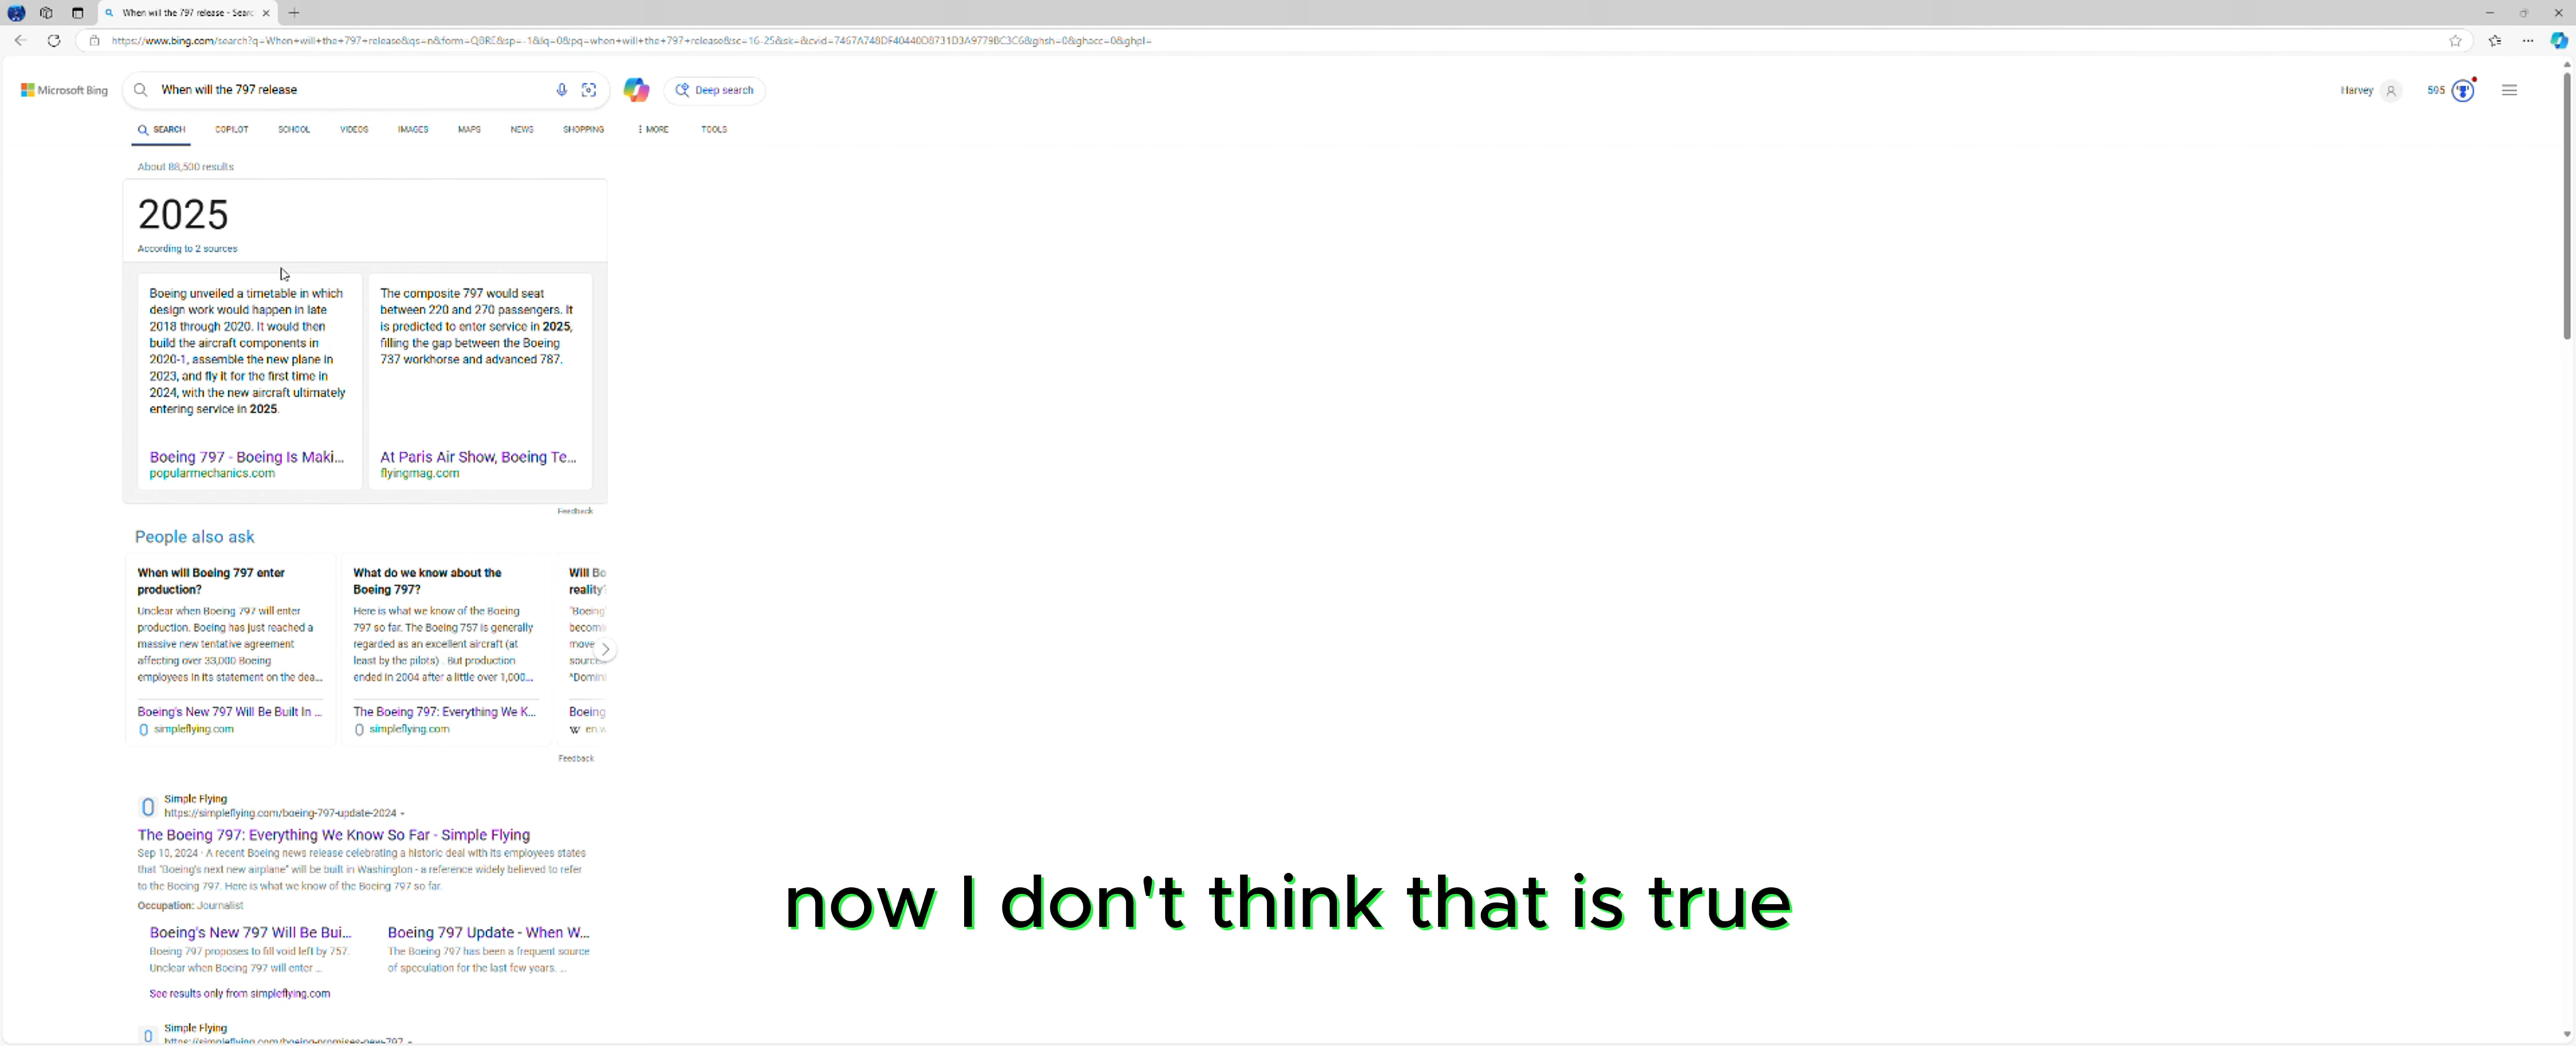 When will the 797 release - Searc
https://www.bing.com/search?q=When+will+the+797+release&qs=n&form=QBRE&sp=-1&lq=0&pq=when+will+the+797+release&sc=16-25&sk=&cvid=7467A748DF40440D8731D3A9779BC3C6&ghsh=0&ghacc=0&ghpl=
Microsoft Bing
When will the 797 release
Deep search
Harvey
595
SEARCH COPILOT SCHOOL VIDEOS IMAGES MAPS NEWS SHOPPING MORE TOOLS
About 88,500 results
2025
According to 2 sources
Boeing unveiled a timetable in which
design work would happen in late
2018 through 2020. It would then
build the aircraft components in
2020-1, assemble the new plane in
2023, and fly it for the first time in
2024, with the new aircraft ultimately
entering service in 2025.
Boeing 797 - Boeing Is Maki...
popularmechanics.com
The composite 797 would seat
between 220 and 270 passengers. It
is predicted to enter service in 2025,
filling the gap between the Boeing
737 workhorse and advanced 787.
At Paris Air Show, Boeing Te...
flyingmag.com
Feedback
People also ask
When will Boeing 797 enter
production?
Unclear when Boeing 797 will enter
production. Boeing has just reached a
massive new tentative agreement
affecting over 33,000 Boeing
employees In its statement on the dea...
Boeing's New 797 Will Be Built In ...
simpleflying.com
What do we know about the
Boeing 797?
Here is what we know of the Boeing
797 so far. The Boeing 757 is generally
regarded as an excellent aircraft (at
least by the pilots) . But production
ended in 2004 after a little over 1,000...
The Boeing 797: Everything We K...
simpleflying.com
Will Bo
reality?
"Boeing'
becomi
move
sourc
^Domini
Boeing
W en.w
Feedback
Simple Flying
https://simpleflying.com/boeing-797-update-2024
The Boeing 797: Everything We Know So Far - Simple Flying
Sep 10, 2024 · A recent Boeing news release celebrating a historic deal with its employees states
that "Boeing's next new airplane" will be built in Washington - a reference widely believed to refer
to the Boeing 797. Here is what we know of the Boeing 797 so far.
Occupation: Journalist
Boeing's New 797 Will Be Bui...
Boeing 797 proposes to fill void left by 757.
Unclear when Boeing 797 will enter ...
Boeing 797 Update - When W...
The Boeing 797 has been a frequent source
of speculation for the last few years. ...
See results only from simpleflying.com
Simple Flying
https://simpleflying.com/boeing-promises-new-797
now I don't think that is true